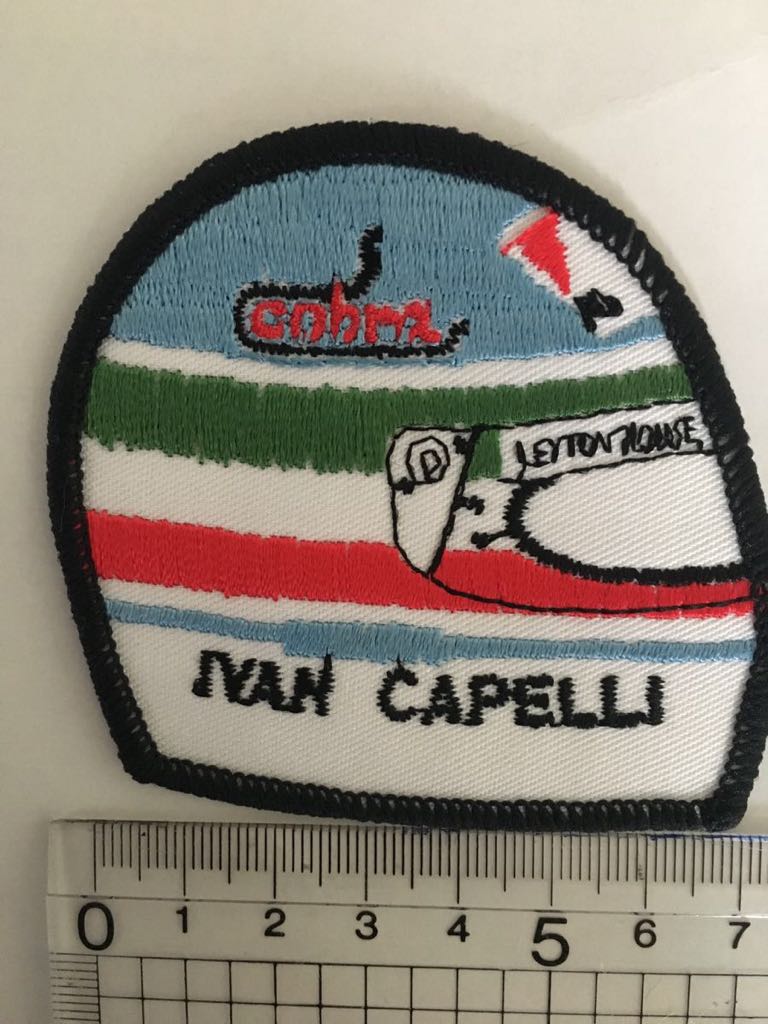 cobra
LEYTON HOUSE
IVAN CAPELLI
0 1 2 3 4 5 6 7